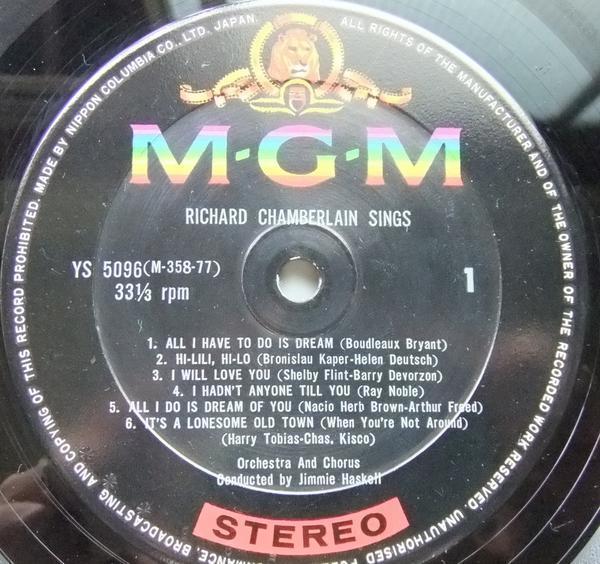 M·G·M
RICHARD CHAMBERLAIN SINGS
YS 5096(M-358-77)
33⅓ rpm
1
1. ALL I HAVE TO DO IS DREAM (Boudleaux Bryant)
2. HI-LILI, HI-LO (Bronislau Kaper-Helen Deutsch)
3. I WILL LOVE YOU (Shelby Flint-Barry Devorzon)
4. I HADN'T ANYONE TILL YOU (Ray Noble)
5. ALL I DO IS DREAM OF YOU (Nacio Herb Brown-Arthur Freed)
6. IT'S A LONESOME OLD TOWN (When You're Not Around)
(Harry Tobias-Chas. Kisco)
Orchestra And Chorus
Conducted by Jimmie Haskell
STEREO
ALL RIGHTS OF THE MANUFACTURER AND OF THE OWNER OF THE RECORDED WORK RESERVED. UNAUTHORISED BROADCASTING AND COPYING OF THIS RECORD PROHIBITED. MADE BY NIPPON COLUMBIA CO., LTD. JAPAN.